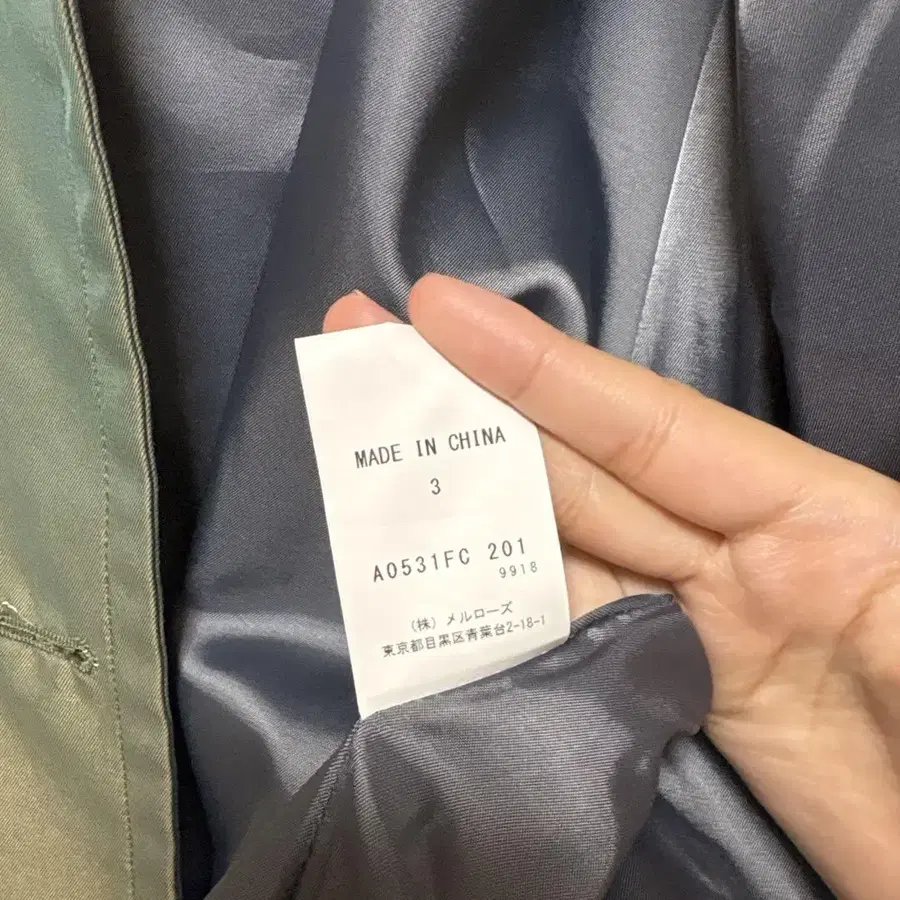 MADE IN CHINA
3
A0531FC 201
9918
(株) メルローズ
東京都目黒区青葉台2-18-1